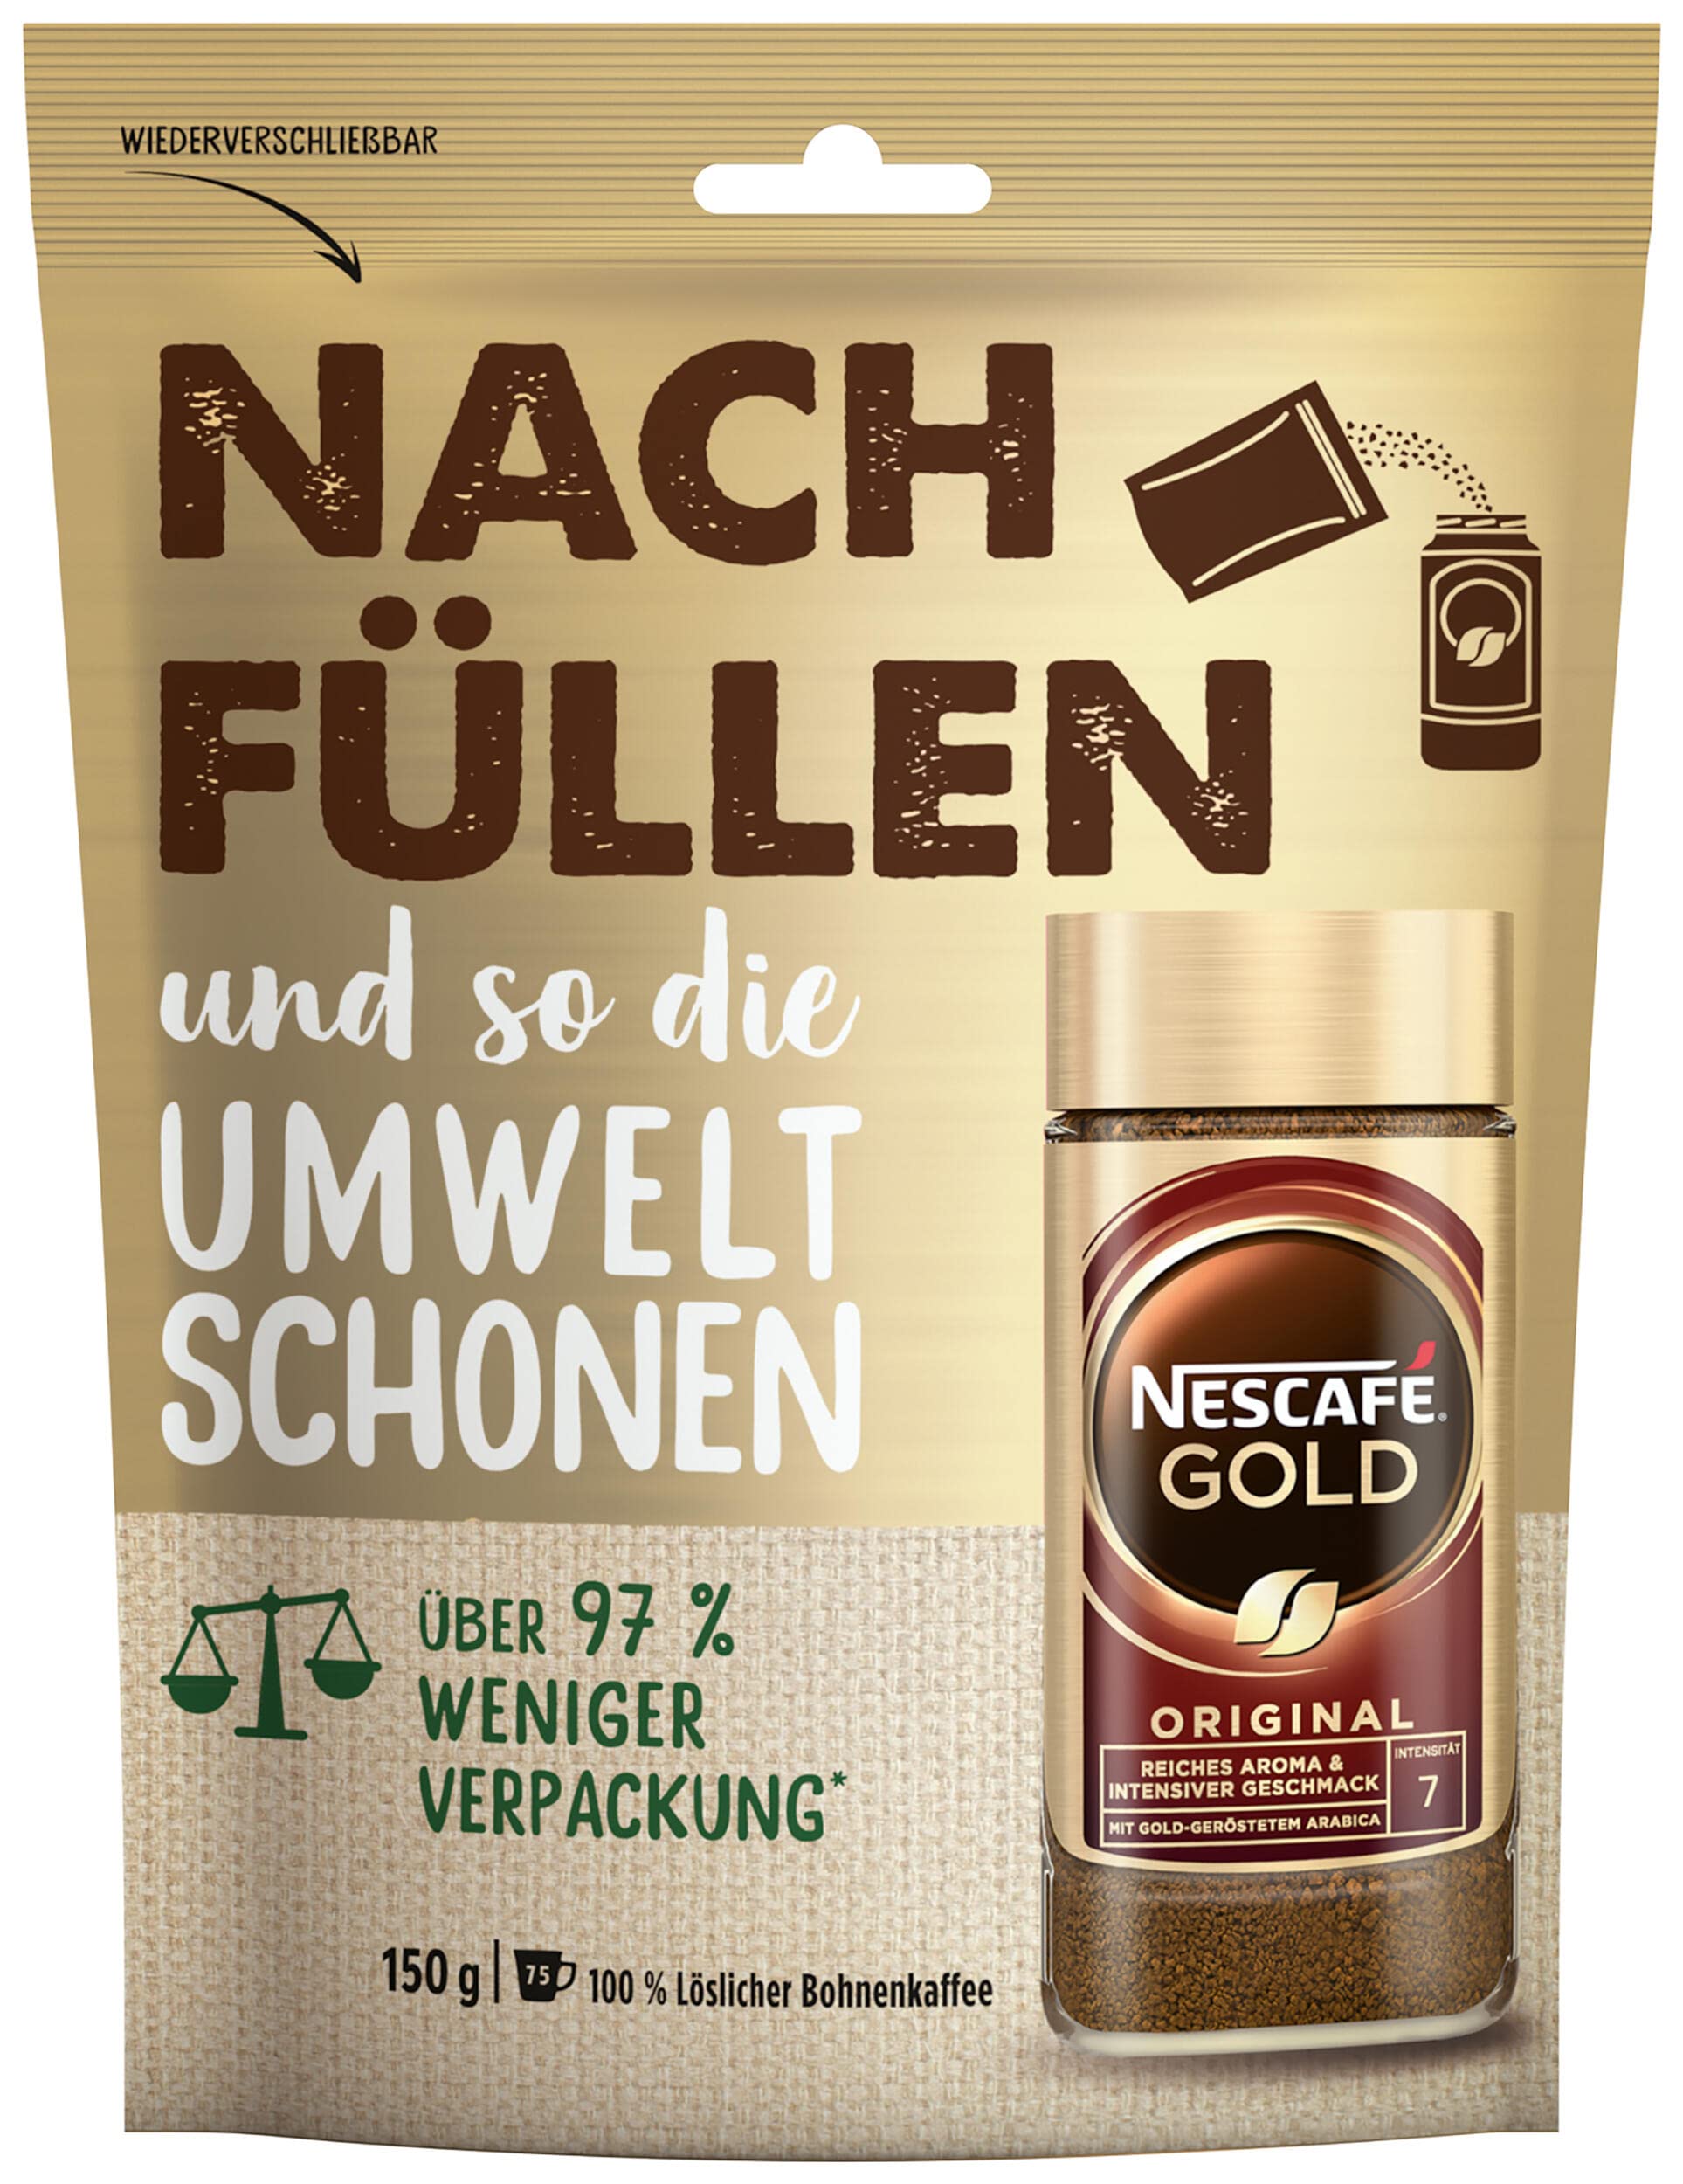 WIEDERVERSCHLIEẞBAR
NACH
FÜLLEN
und so die
UMWELT
SCHONEN
NESCAFÉ®
GOLD
ÜBER 97 %
WENIGER
VERPACKUNG*
ORIGINAL
REICHES AROMA &
INTENSIVER GESCHMACK
MIT GOLD-GERÖSTETEM ARABICA
INTENSITÄT
7
150 g | 75 100 % Löslicher Bohnenkaffee